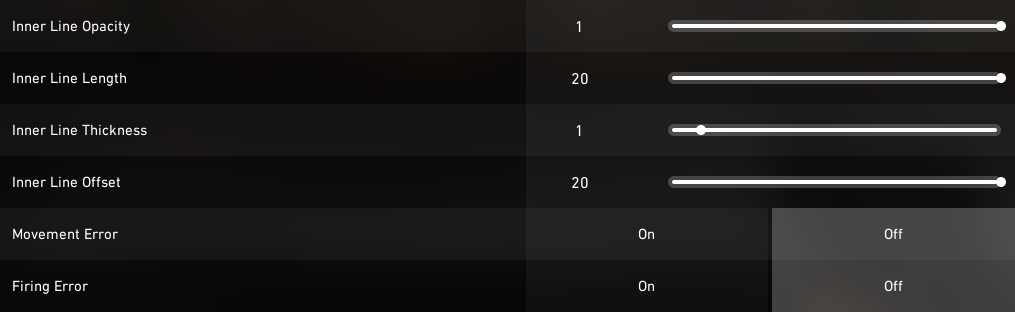 Inner Line Opacity 1
Inner Line Length 20
Inner Line Thickness 1
Inner Line Offset 20
Movement Error On Off
Firing Error On Off